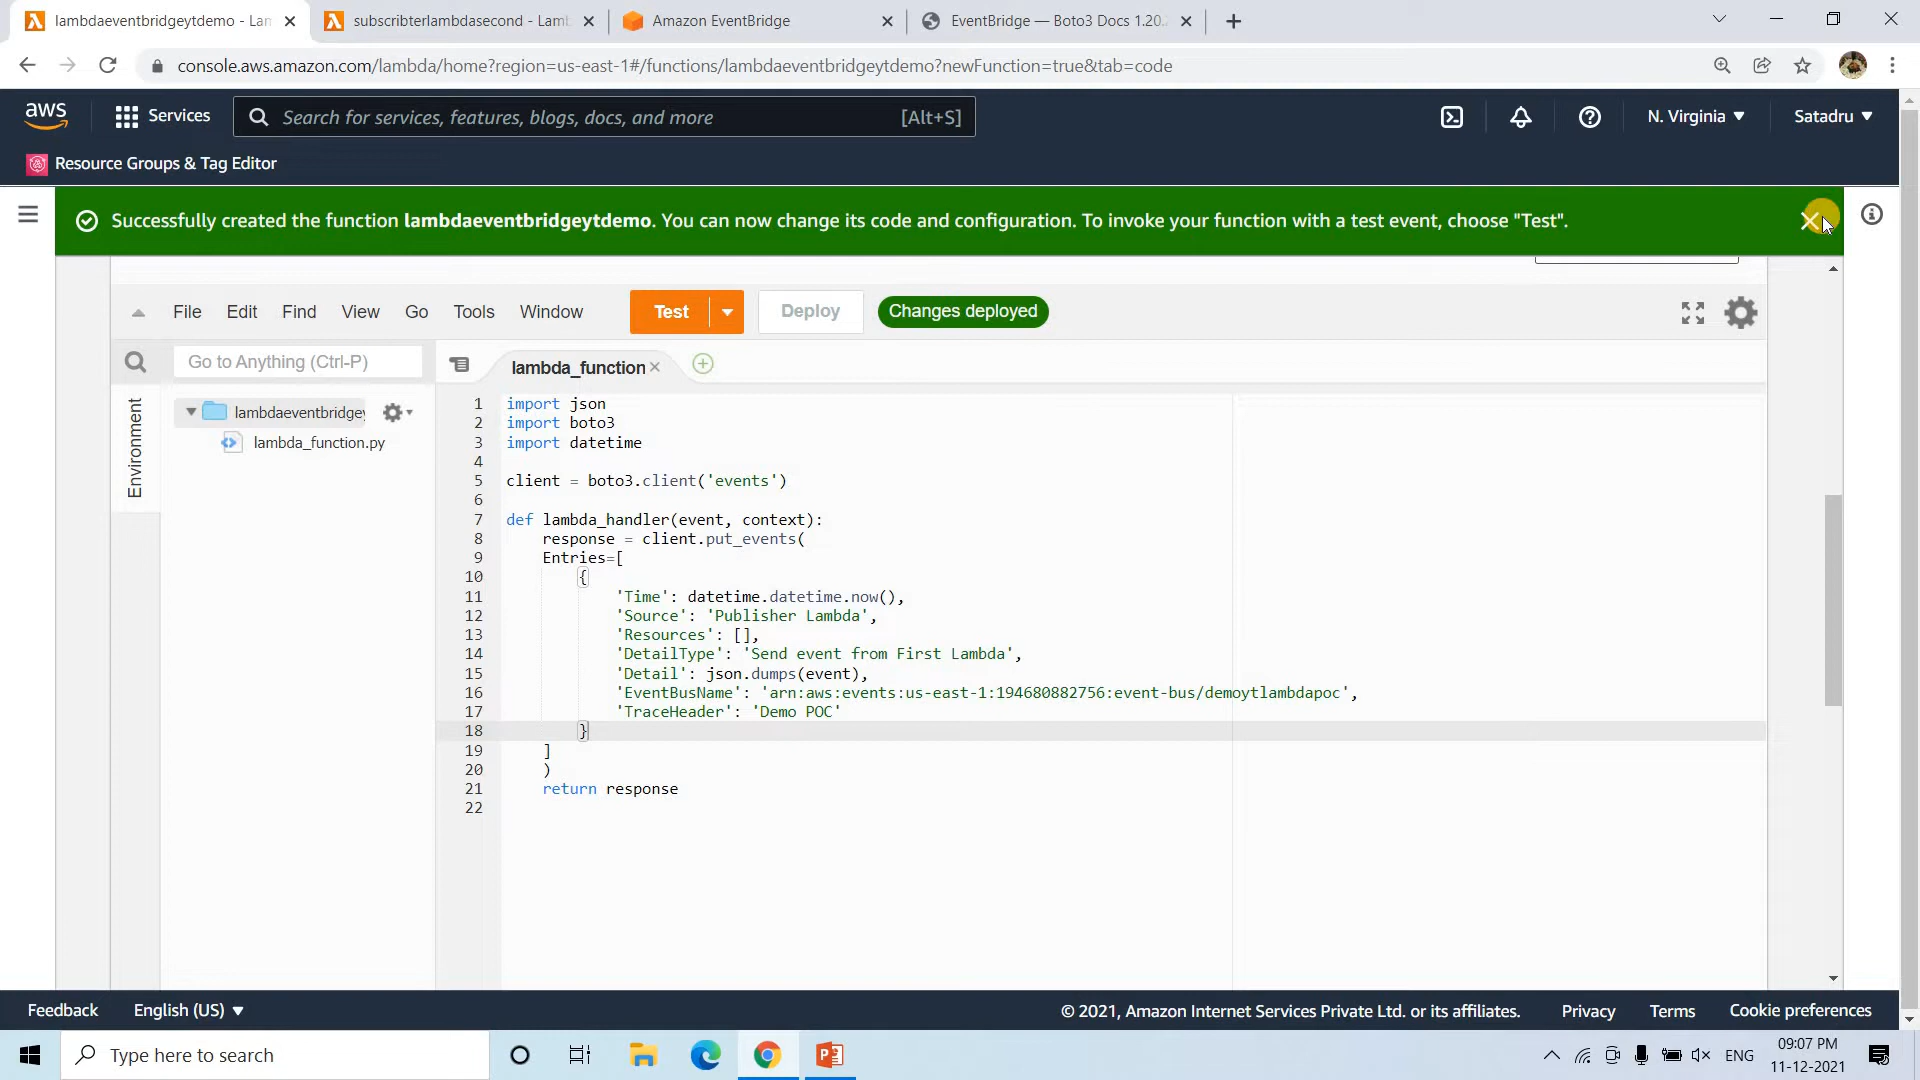 lambdaeventbridgeytdemo - Lan
subscribterlambdasecond - Lamb
Amazon EventBridge
EventBridge — Boto3 Docs 1.20.
console.aws.amazon.com/lambda/home?region=us-east-1#/functions/lambdaeventbridgeytdemo?newFunction=true&tab=code
aws
Services
Search for services, features, blogs, docs, and more
[Alt+S]
N. Virginia
Satadru
Resource Groups & Tag Editor
Successfully created the function lambdaeventbridgeytdemo. You can now change its code and configuration. To invoke your function with a test event, choose "Test".
File Edit Find View Go Tools Window
Test
Deploy
Changes deployed
Go to Anything (Ctrl-P)
lambda_function
Environment
lambdaeventbridgey
lambda_function.py
1 import json
2 import boto3
3 import datetime
4
5 client = boto3.client('events')
6
7 def lambda_handler(event, context):
8 response = client.put_events(
9 Entries=[
10 {
11 'Time': datetime.datetime.now(),
12 'Source': 'Publisher Lambda',
13 'Resources': [],
14 'DetailType': 'Send event from First Lambda',
15 'Detail': json.dumps(event),
16 'EventBusName': 'arn:aws:events:us-east-1:194680882756:event-bus/demoytlambdapoc',
17 'TraceHeader': 'Demo POC'
18 }
19 ]
20 )
21 return response
22
Feedback
English (US)
© 2021, Amazon Internet Services Private Ltd. or its affiliates.
Privacy
Terms
Cookie preferences
Type here to search
ENG
09:07 PM
11-12-2021